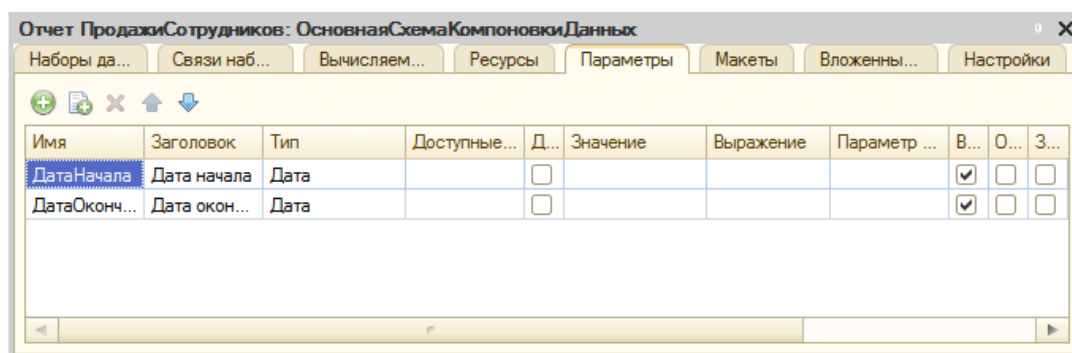 Отчет ПродажиСотрудников: ОсновнаяСхемаКомпоновкиДанных
Наборы да... Связи наб... Вычисляем... Ресурсы Параметры Макеты Вложенны... Настройки
Имя Заголовок Тип Доступные... Д... Значение Выражение Параметр ... В... О... З...
ДатаНачала Дата начала Дата
ДатаОконч... Дата окон... Дата